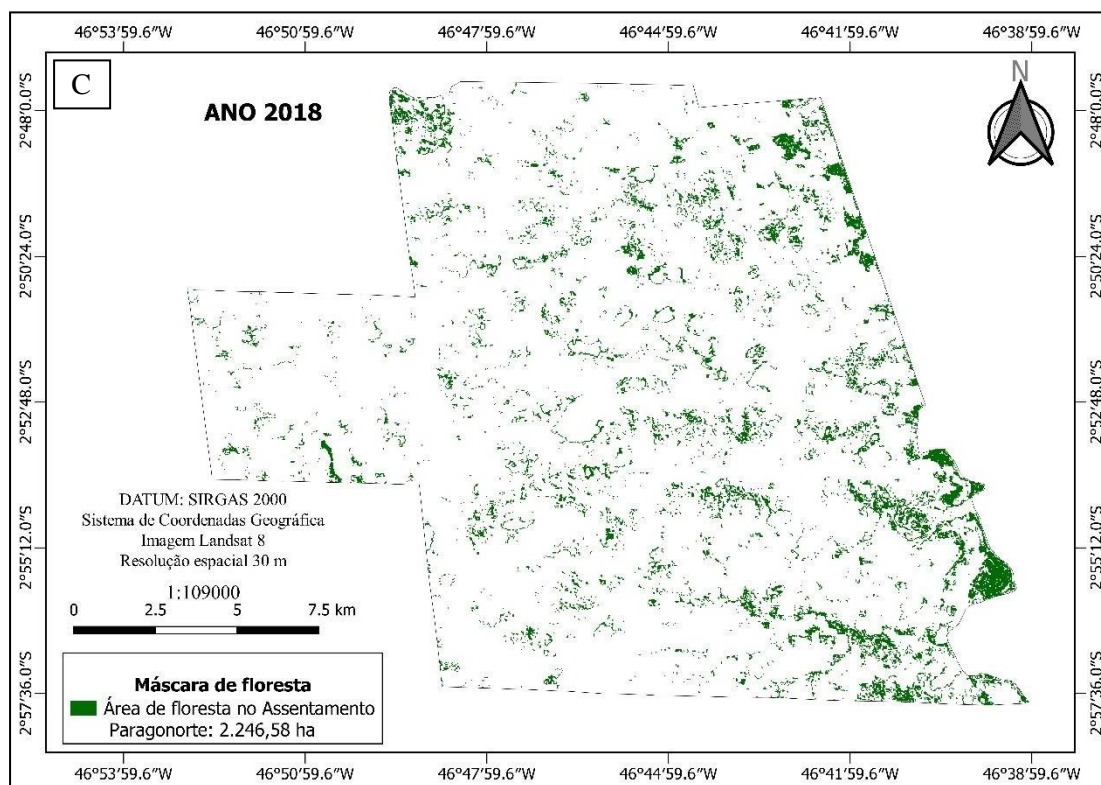 46°53'59.6"W 46°50'59.6"W 46°47'59.6"W 46°44'59.6"W 46°41'59.6"W 46°38'59.6"W
C
ANO 2018
N
2°48'0.0"S
2°50'24.0"S
2°52'48.0"S
2°55'12.0"S
2°57'36.0"S
2°48'0.0"S
2°50'24.0"S
2°52'48.0"S
2°55'12.0"S
2°57'36.0"S
DATUM: SIRGAS 2000
Sistema de Coordenadas Geográfica
Imagem Landsat 8
Resolução espacial 30 m
1:109000
0 2.5 5 7.5 km
Máscara de floresta
Área de floresta no Assentamento
Paragonorte: 2.246,58 ha
46°53'59.6"W 46°50'59.6"W 46°47'59.6"W 46°44'59.6"W 46°41'59.6"W 46°38'59.6"W